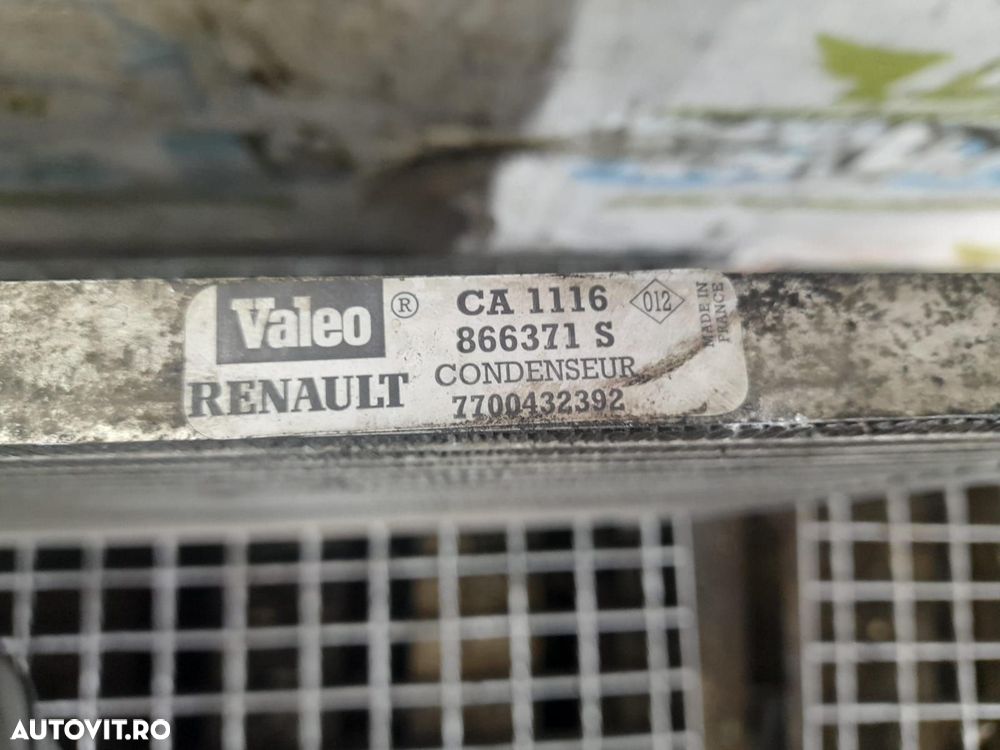 Valeo ® CA 1116 012
866371 S
RENAULT CONDENSEUR
7700432392
MADE IN
FRANCE
AUTOVIT.RO